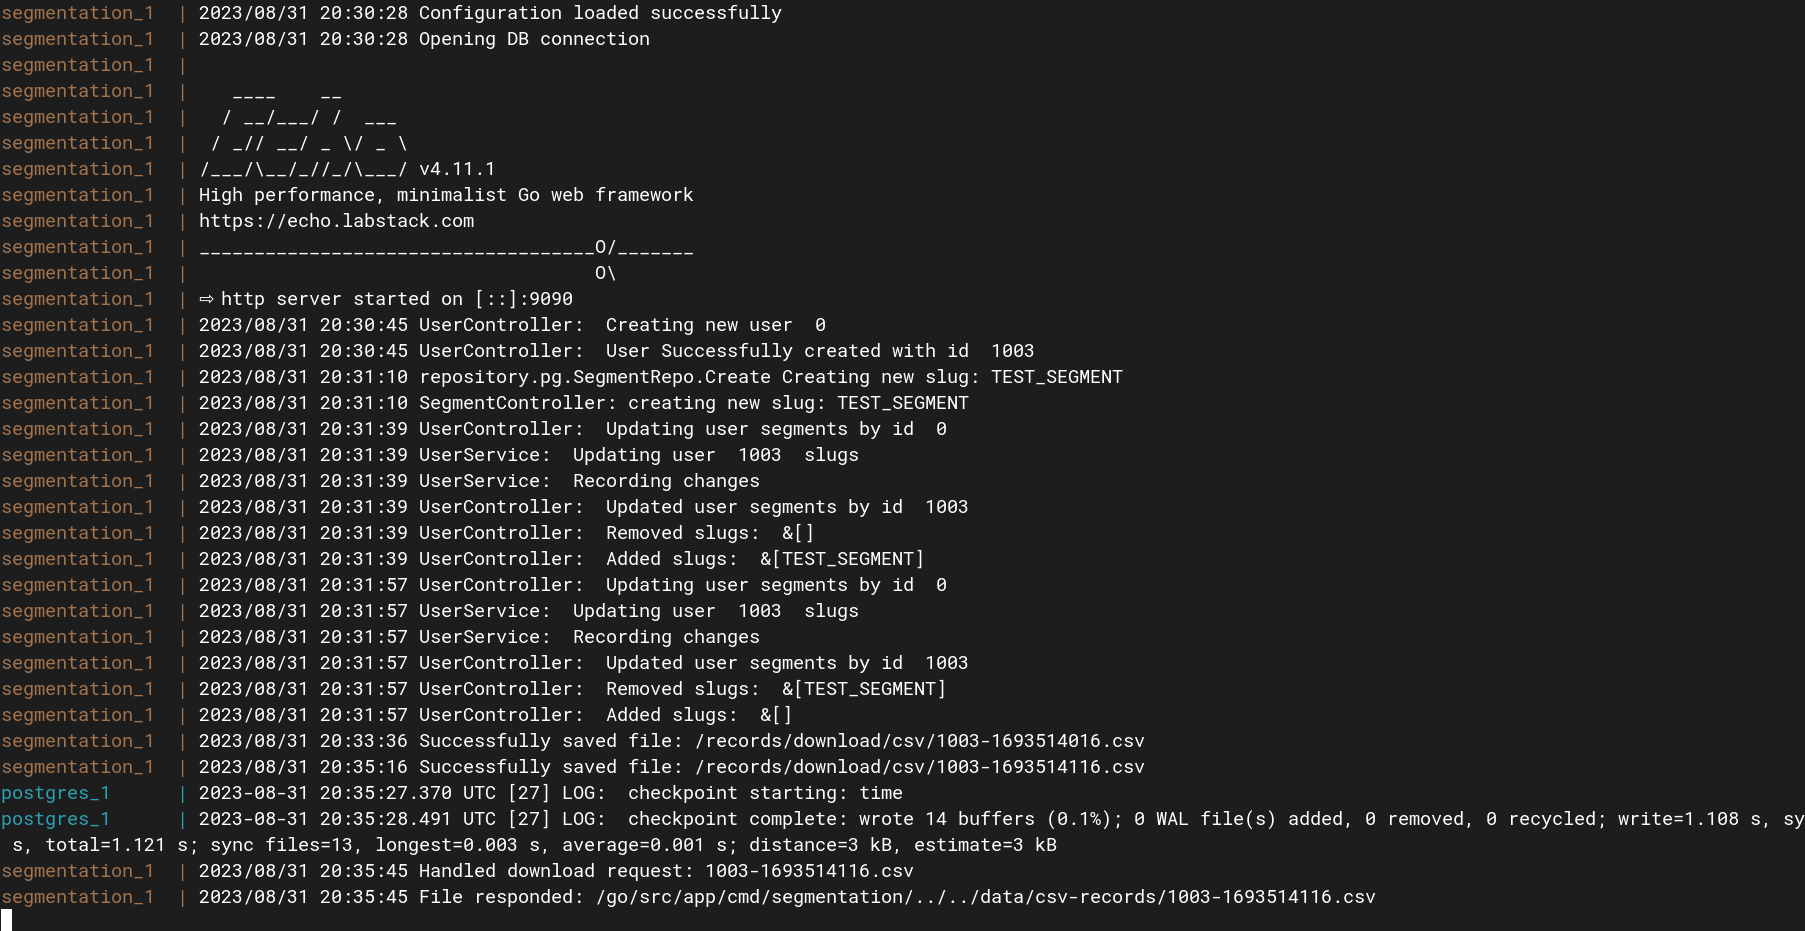 segmentation_1  | 2023/08/31 20:30:28 Configuration loaded successfully
segmentation_1  | 2023/08/31 20:30:28 Opening DB connection
segmentation_1  |
segmentation_1  |    ____    __
segmentation_1  |   / __/___/ /  ___
segmentation_1  |  / _// __/ _ \/ _ \
segmentation_1  | /___/\__/_//_/\___/ v4.11.1
segmentation_1  | High performance, minimalist Go web framework
segmentation_1  | https://echo.labstack.com
segmentation_1  | ____________________________________O/_______
segmentation_1  |                                     O\
segmentation_1  | ⇨ http server started on [::]:9090
segmentation_1  | 2023/08/31 20:30:45 UserController:  Creating new user  0
segmentation_1  | 2023/08/31 20:30:45 UserController:  User Successfully created with id  1003
segmentation_1  | 2023/08/31 20:31:10 repository.pg.SegmentRepo.Create Creating new slug: TEST_SEGMENT
segmentation_1  | 2023/08/31 20:31:10 SegmentController: creating new slug: TEST_SEGMENT
segmentation_1  | 2023/08/31 20:31:39 UserController:  Updating user segments by id  0
segmentation_1  | 2023/08/31 20:31:39 UserService:  Updating user  1003  slugs
segmentation_1  | 2023/08/31 20:31:39 UserService:  Recording changes
segmentation_1  | 2023/08/31 20:31:39 UserController:  Updated user segments by id  1003
segmentation_1  | 2023/08/31 20:31:39 UserController:  Removed slugs:  &[]
segmentation_1  | 2023/08/31 20:31:39 UserController:  Added slugs:  &[TEST_SEGMENT]
segmentation_1  | 2023/08/31 20:31:57 UserController:  Updating user segments by id  0
segmentation_1  | 2023/08/31 20:31:57 UserService:  Updating user  1003  slugs
segmentation_1  | 2023/08/31 20:31:57 UserService:  Recording changes
segmentation_1  | 2023/08/31 20:31:57 UserController:  Updated user segments by id  1003
segmentation_1  | 2023/08/31 20:31:57 UserController:  Removed slugs:  &[TEST_SEGMENT]
segmentation_1  | 2023/08/31 20:31:57 UserController:  Added slugs:  &[]
segmentation_1  | 2023/08/31 20:33:36 Successfully saved file: /records/download/csv/1003-1693514016.csv
segmentation_1  | 2023/08/31 20:35:16 Successfully saved file: /records/download/csv/1003-1693514116.csv
postgres_1      | 2023-08-31 20:35:27.370 UTC [27] LOG:  checkpoint starting: time
postgres_1      | 2023-08-31 20:35:28.491 UTC [27] LOG:  checkpoint complete: wrote 14 buffers (0.1%); 0 WAL file(s) added, 0 removed, 0 recycled; write=1.108 s, sy
 s, total=1.121 s; sync files=13, longest=0.003 s, average=0.001 s; distance=3 kB, estimate=3 kB
segmentation_1  | 2023/08/31 20:35:45 Handled download request: 1003-1693514116.csv
segmentation_1  | 2023/08/31 20:35:45 File responded: /go/src/app/cmd/segmentation/../../data/csv-records/1003-1693514116.csv